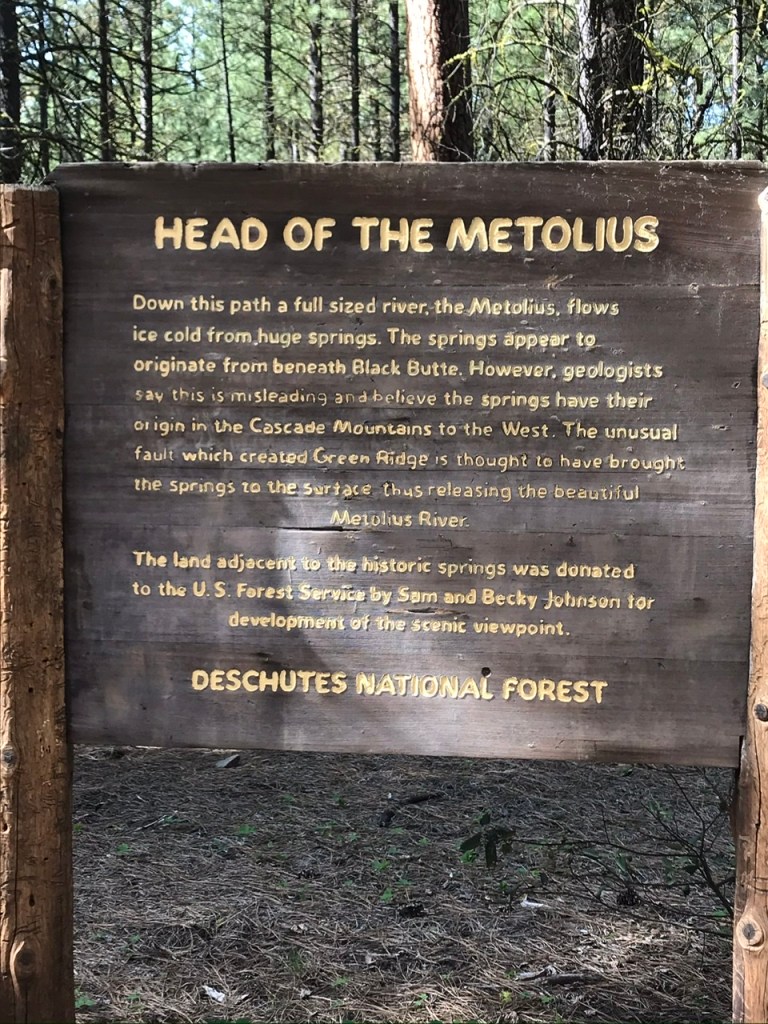 HEAD OF THE METOLIUS
Down this path a full sized river, the Metolius, flows
ice cold from huge springs. The springs appear to
originate from beneath Black Butte. However, geologists
say this is misleading and believe the springs have their
origin in the Cascade Mountains to the West. The unusual
fault which created Green Ridge is thought to have brought
the springs to the surface thus releasing the beautiful
Metolius River.
The land adjacent to the historic springs was donated
to the U.S. Forest Service by Sam and Becky Johnson for
development of the scenic viewpoint.
DESCHUTES NATIONAL FOREST